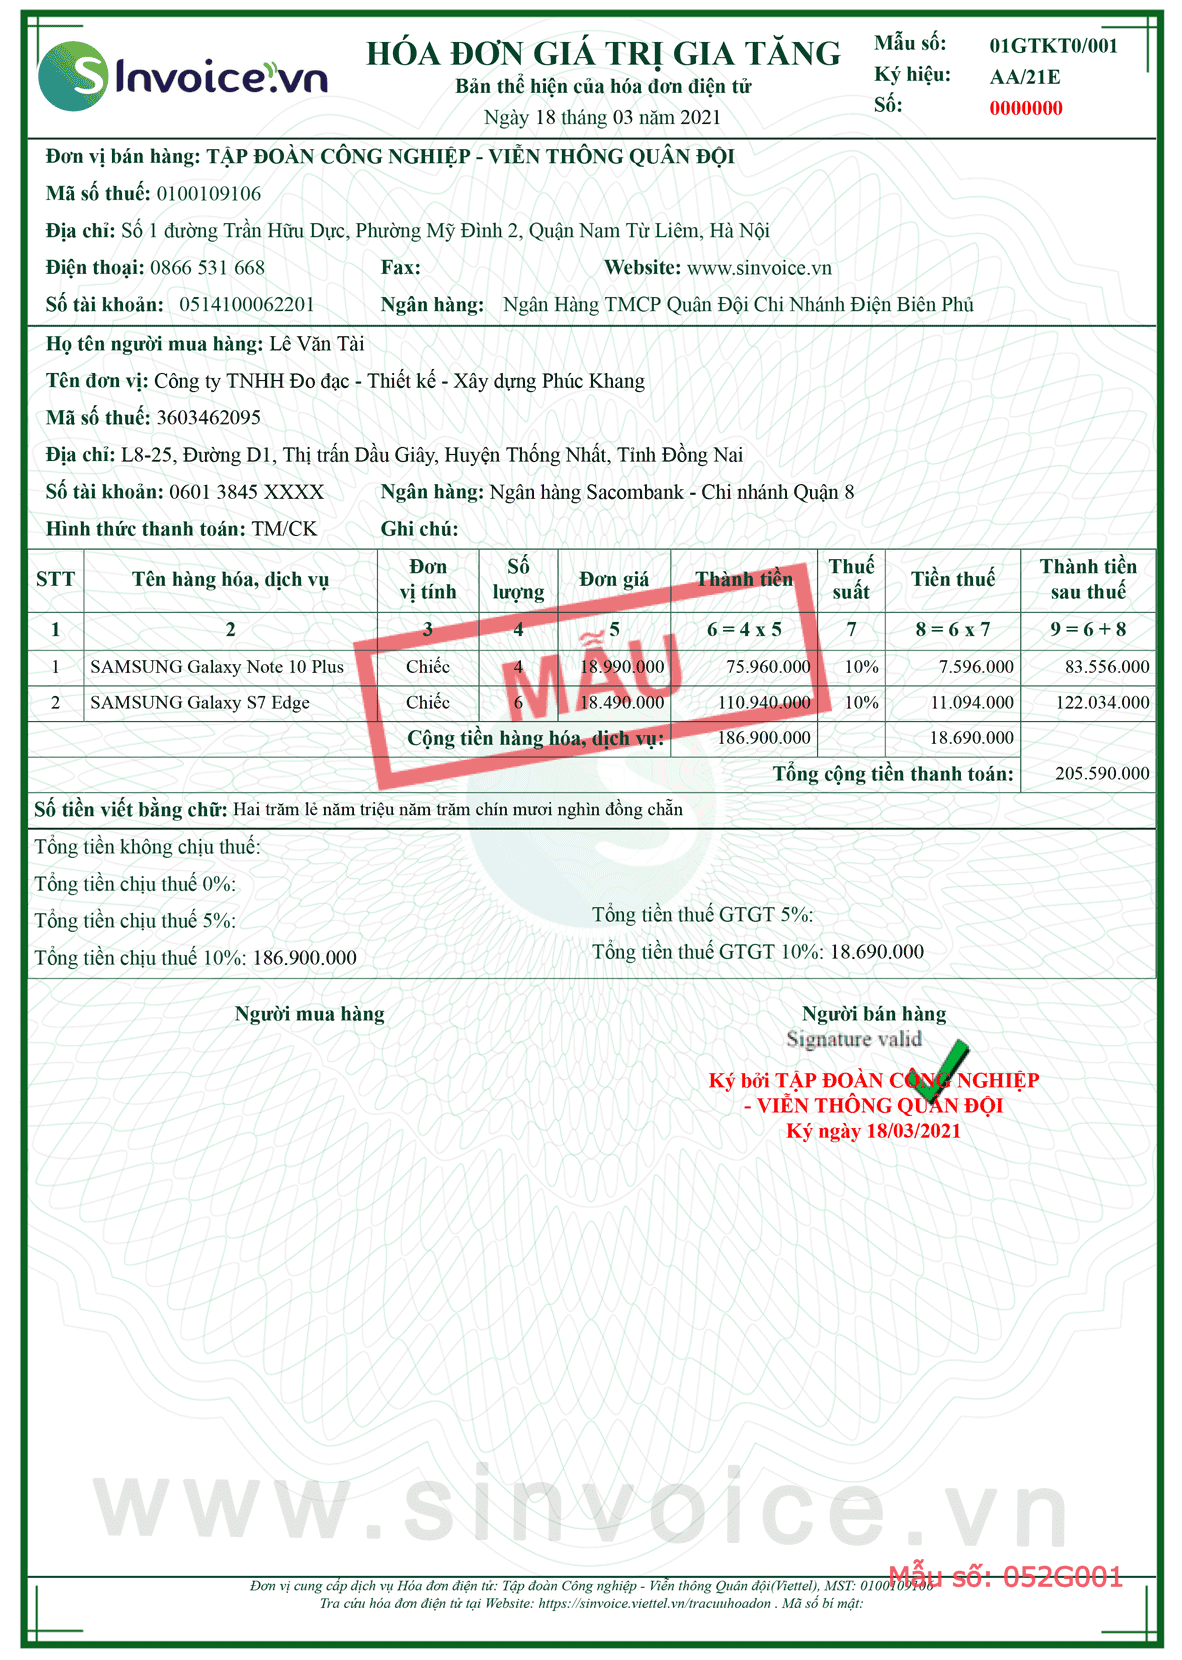 SInvoice.vn
HÓA ĐƠN GIÁ TRỊ GIA TĂNG
Bản thể hiện của hóa đơn điện tử
Ngày 18 tháng 03 năm 2021
Mẫu số: 01GTKT0/001
Ký hiệu: AA/21E
Số: 0000000
Đơn vị bán hàng: TẬP ĐOÀN CÔNG NGHIỆP - VIỄN THÔNG QUÂN ĐỘI
Mã số thuế: 0100109106
Địa chỉ: Số 1 đường Trần Hữu Dực, Phường Mỹ Đình 2, Quận Nam Từ Liêm, Hà Nội
Điện thoại: 0866 531 668 Fax: Website: www.sinvoice.vn
Số tài khoản: 0514100062201 Ngân hàng: Ngân Hàng TMCP Quân Đội Chi Nhánh Điện Biên Phủ
Họ tên người mua hàng: Lê Văn Tài
Tên đơn vị: Công ty TNHH Đo đạc - Thiết kế - Xây dựng Phúc Khang
Mã số thuế: 3603462095
Địa chỉ: L8-25, Đường D1, Thị trấn Dầu Giây, Huyện Thống Nhất, Tỉnh Đồng Nai
Số tài khoản: 0601 3845 XXXX Ngân hàng: Ngân hàng Sacombank - Chi nhánh Quận 8
Hình thức thanh toán: TM/CK Ghi chú:
STT Tên hàng hóa, dịch vụ Đơn vị tính Số lượng Đơn giá Thành tiền Thuế suất Tiền thuế Thành tiền sau thuế
1 2 3 4 5 6 = 4 x 5 7 8 = 6 x 7 9 = 6 + 8
1 SAMSUNG Galaxy Note 10 Plus Chiếc 4 18.990.000 75.960.000 10% 7.596.000 83.556.000
2 SAMSUNG Galaxy S7 Edge Chiếc 6 18.490.000 110.940.000 10% 11.094.000 122.034.000
MẪU
Cộng tiền hàng hóa, dịch vụ: 186.900.000 18.690.000
Tổng cộng tiền thanh toán: 205.590.000
Số tiền viết bằng chữ: Hai trăm lẻ năm triệu năm trăm chín mươi nghìn đồng chẵn
Tổng tiền không chịu thuế:
Tổng tiền chịu thuế 0%:
Tổng tiền chịu thuế 5%: Tổng tiền thuế GTGT 5%:
Tổng tiền chịu thuế 10%: 186.900.000 Tổng tiền thuế GTGT 10%: 18.690.000
Người mua hàng Người bán hàng
Signature valid
Ký bởi TẬP ĐOÀN CÔNG NGHIỆP
- VIỄN THÔNG QUÂN ĐỘI
Ký ngày 18/03/2021
www.sinvoice.vn
Mẫu số: 052G001
Đơn vị cung cấp dịch vụ Hóa đơn điện tử: Tập đoàn Công nghiệp - Viễn thông Quân đội(Viettel), MST: 0100109106
Tra cứu hóa đơn điện tử tại Website: https://sinvoice.viettel.vn/tracuuhoadon . Mã số bí mật: